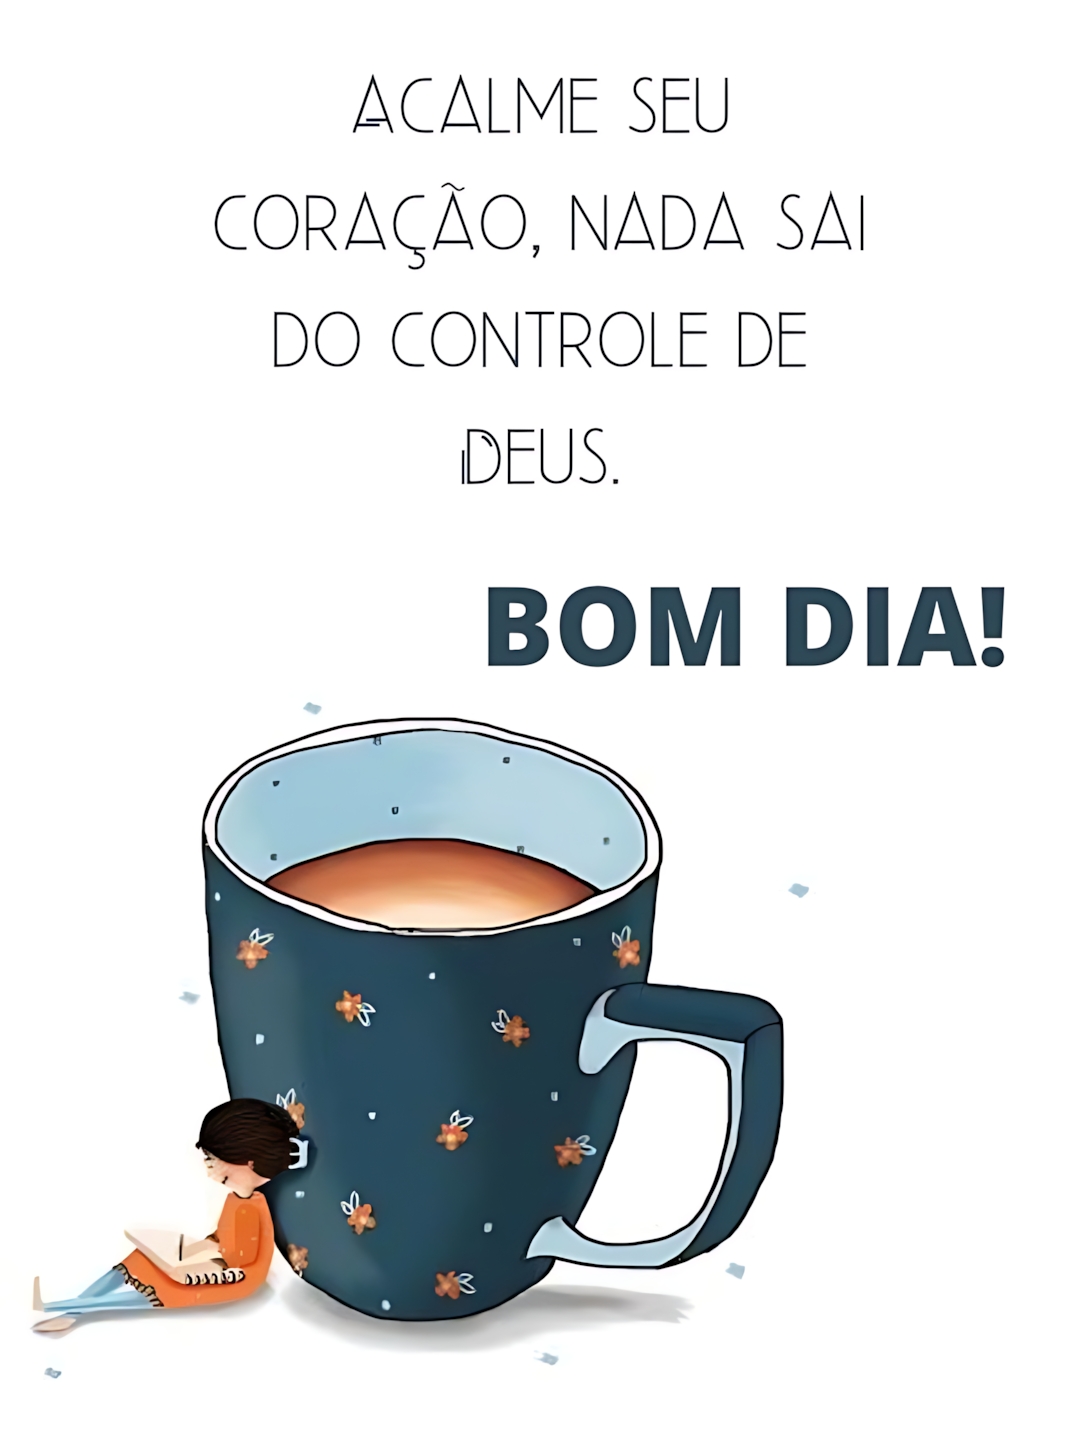 ACALME SEU
CORAÇÃO, NADA SAI
DO CONTROLE DE
DEUS.
BOM DIA!